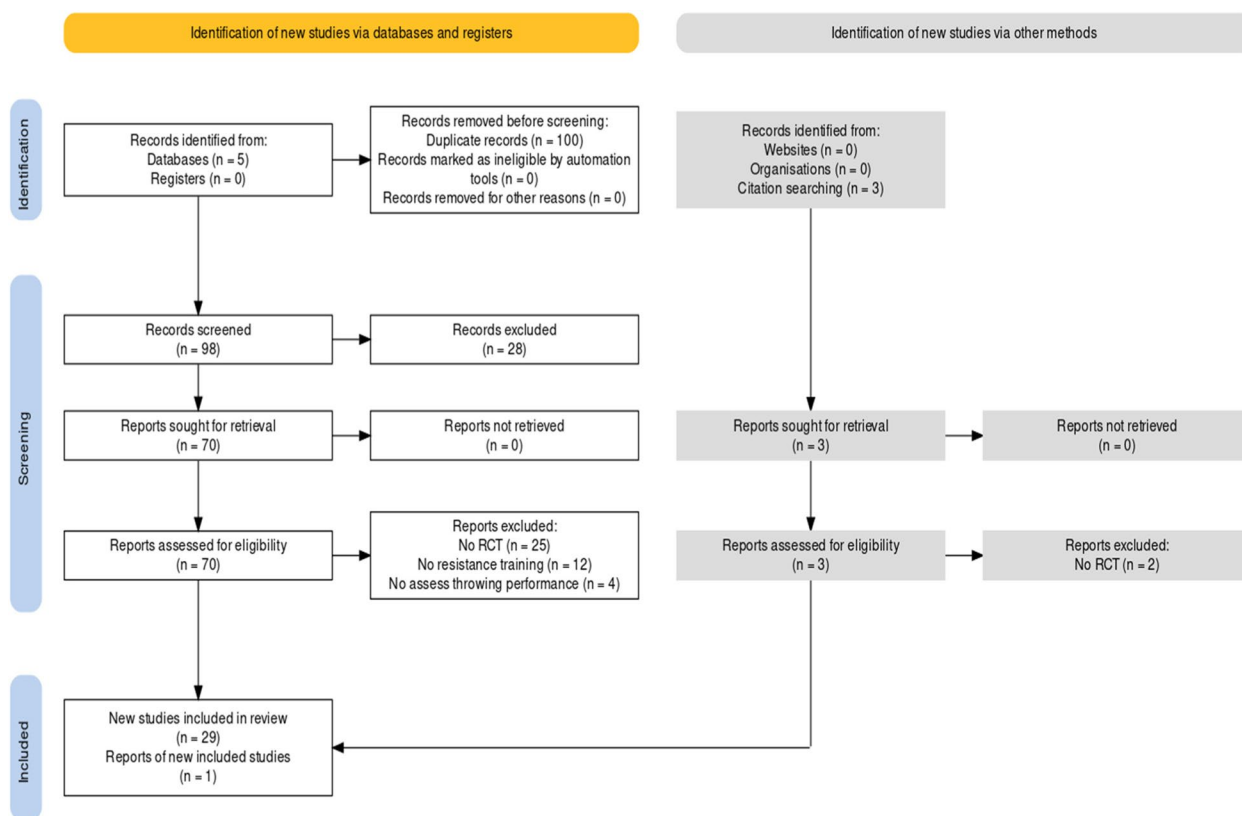 Identification of new studies via databases and registers
Identification of new studies via other methods
Identification
Records identified from:
Databases (n = 5)
Registers (n = 0)
Records removed before screening:
Duplicate records (n = 100)
Records marked as ineligible by automation
tools (n = 0)
Records removed for other reasons (n = 0)
Records identified from:
Websites (n = 0)
Organisations (n = 0)
Citation searching (n = 3)
Screening
Records screened
(n = 98)
Records excluded
(n = 28)
Reports sought for retrieval
(n = 70)
Reports not retrieved
(n = 0)
Reports sought for retrieval
(n = 3)
Reports not retrieved
(n = 0)
Reports assessed for eligibility
(n = 70)
Reports excluded:
No RCT (n = 25)
No resistance training (n = 12)
No assess throwing performance (n = 4)
Reports assessed for eligibility
(n = 3)
Reports excluded:
No RCT (n = 2)
Included
New studies included in review
(n = 29)
Reports of new included studies
(n = 1)